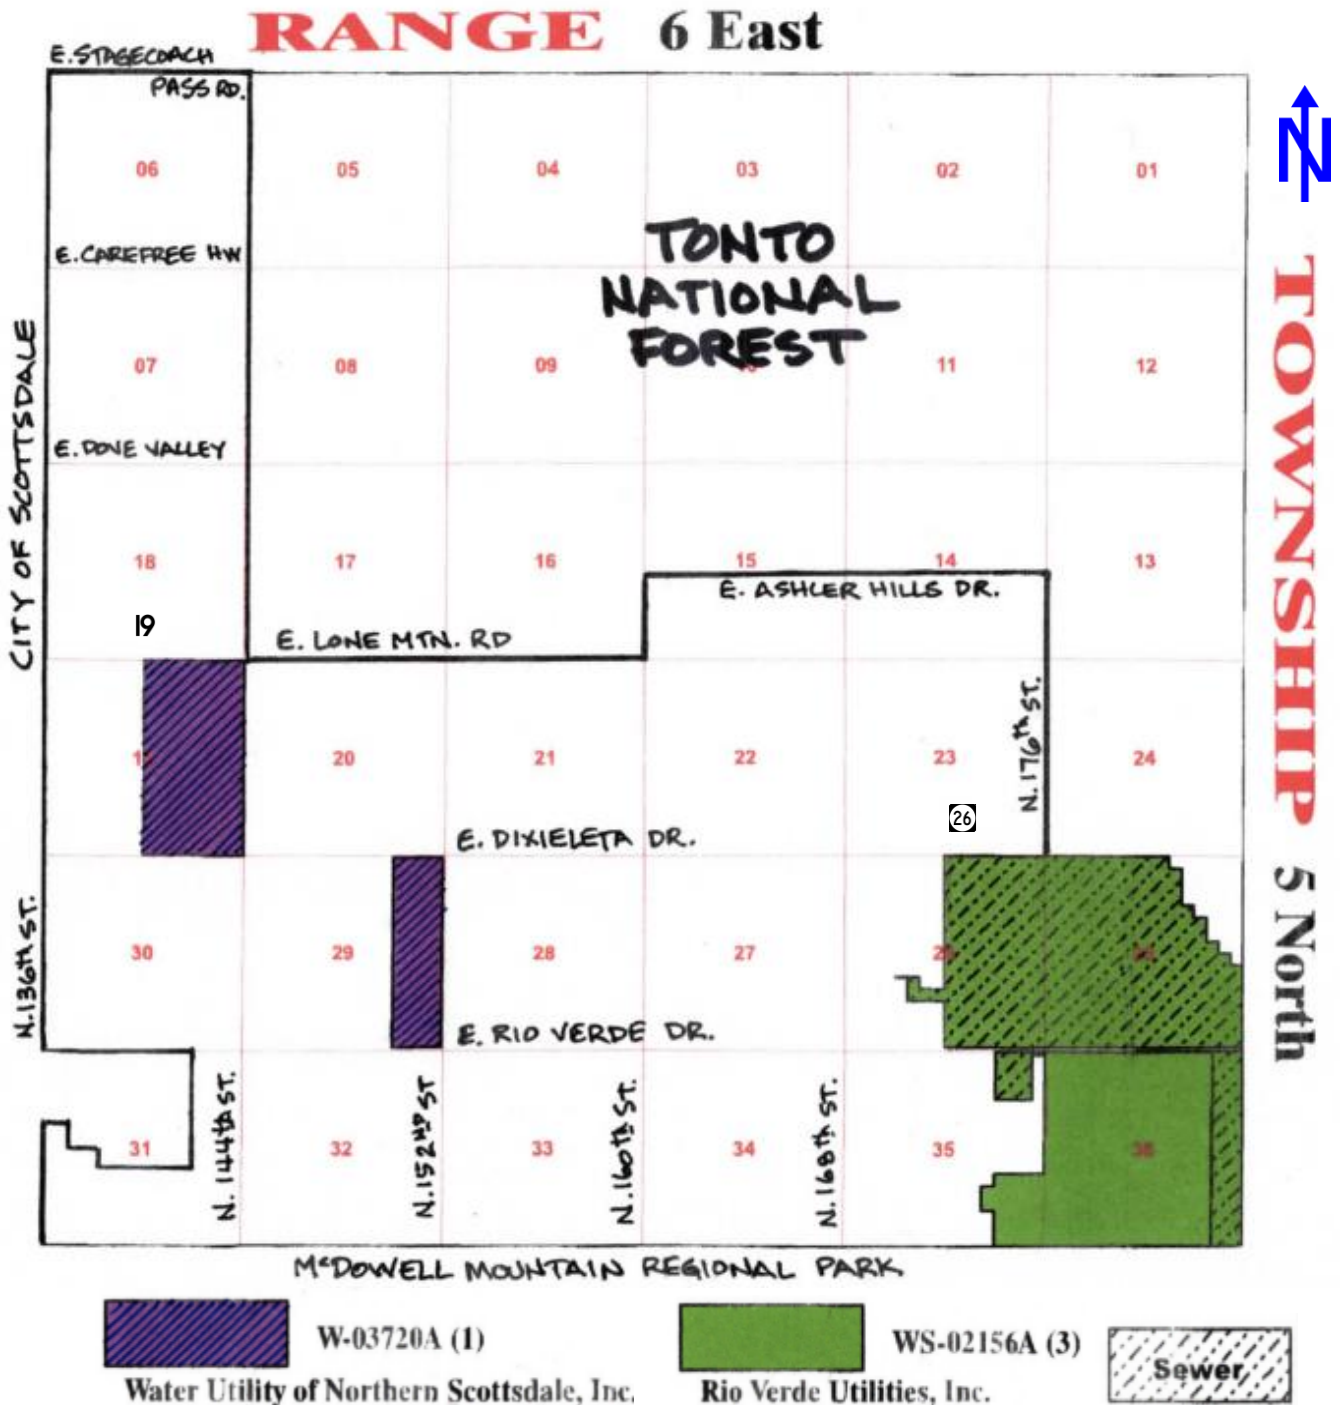 RANGE 6 East
E. STAGECOACH
PASS RD.
06 05 04 03 02 01
N
TONTO
NATIONAL
FOREST
E. CAREFREE HW
07 08 09 11 12
E. DOVE VALLEY
CITY OF SCOTTSDALE
TOWNSHIP 5 North
18 17 16 15 14 13
E. ASHLER HILLS DR.
19
E. LONE MTN. RD
N. 176th ST.
20 21 22 23 24
26
E. DIXIELETA DR.
N. 136th ST.
30 29 28 27
E. RIO VERDE DR.
N. 144th ST.
N. 152ND ST
N. 160th ST.
N. 168th ST.
31 32 33 34 35 36
McDOWELL MOUNTAIN REGIONAL PARK
W-03720A (1)
Water Utility of Northern Scottsdale, Inc.
WS-02156A (3)
Rio Verde Utilities, Inc.
Sewer